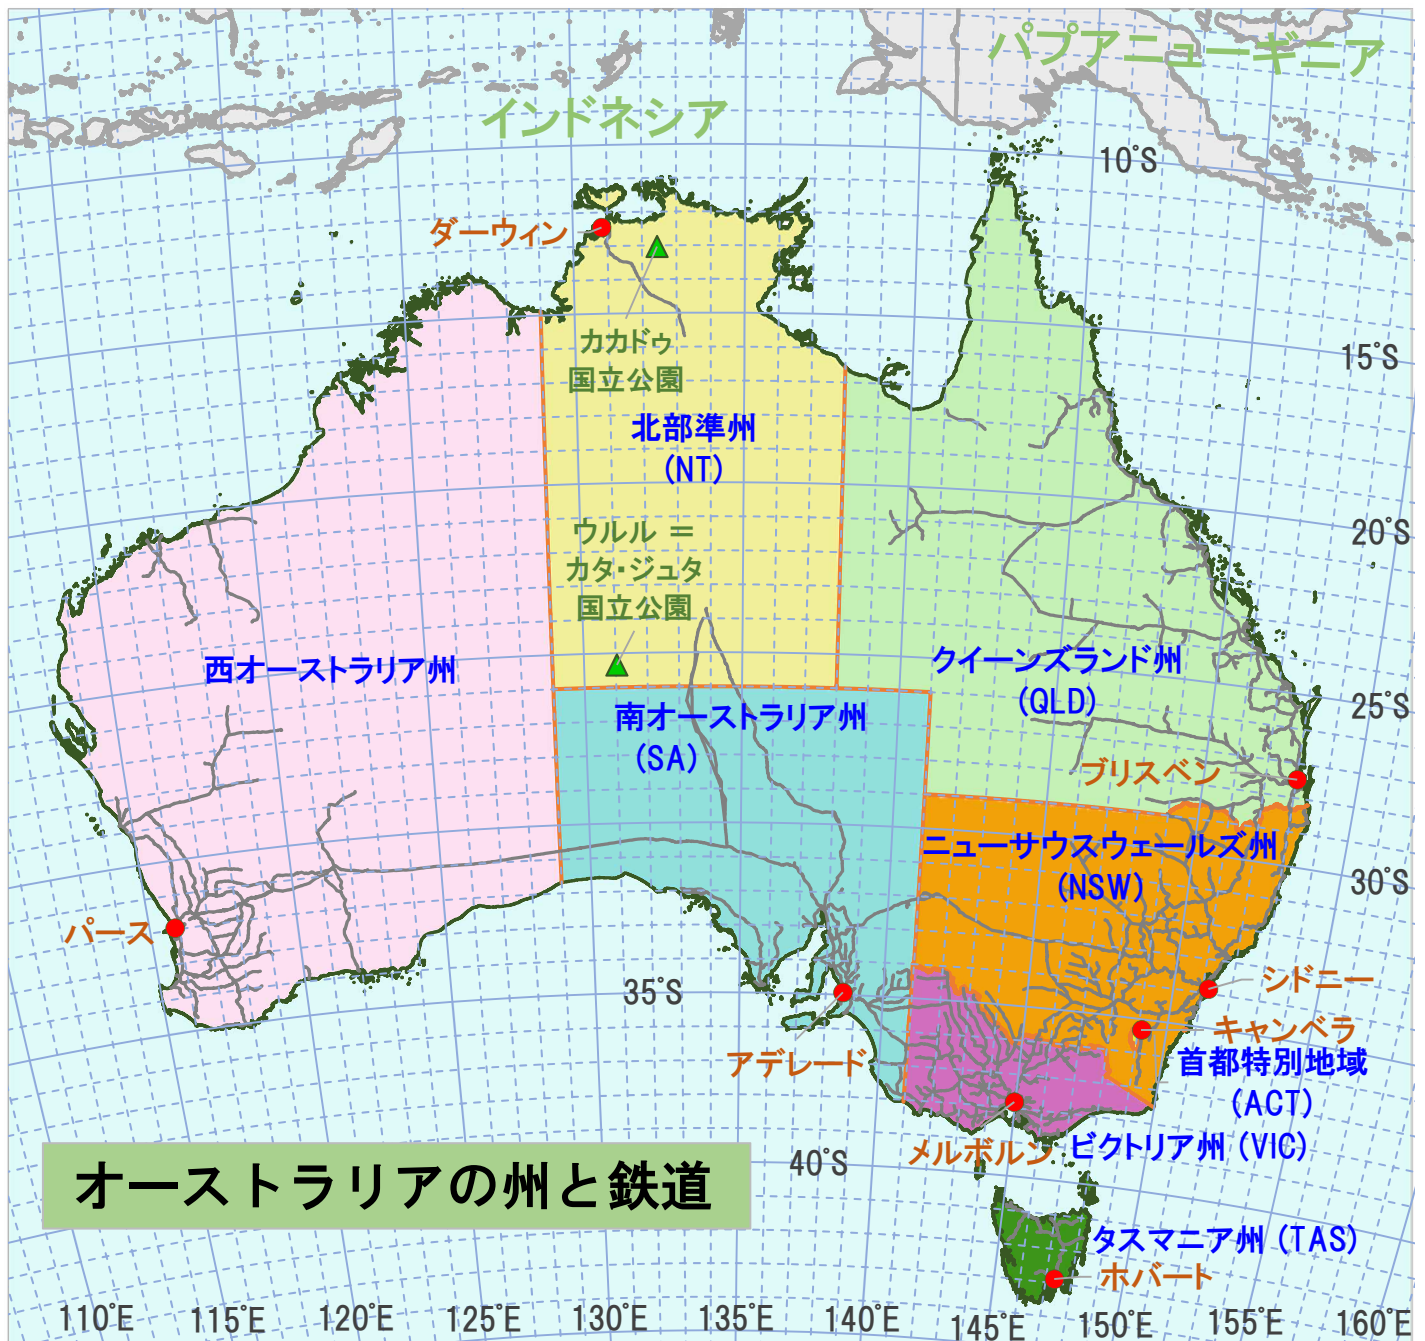 パプアニューギニア
インドネシア
10°S
ダーウィン
カカドゥ
国立公園
15°S
北部準州
(NT)
ウルル =
カタ・ジュタ
国立公園
20°S
西オーストラリア州
クイーンズランド州
(QLD)
南オーストラリア州
(SA)
25°S
ブリスベン
ニューサウスウェールズ州
(NSW)
30°S
パース
35°S
シドニー
キャンベラ
アデレード
首都特別地域
(ACT)
メルボルン
ビクトリア州 (VIC)
40°S
オーストラリアの州と鉄道
タスマニア州 (TAS)
ホバート
110°E
115°E
120°E
125°E
130°E
135°E
140°E
145°E
150°E
155°E
160°E